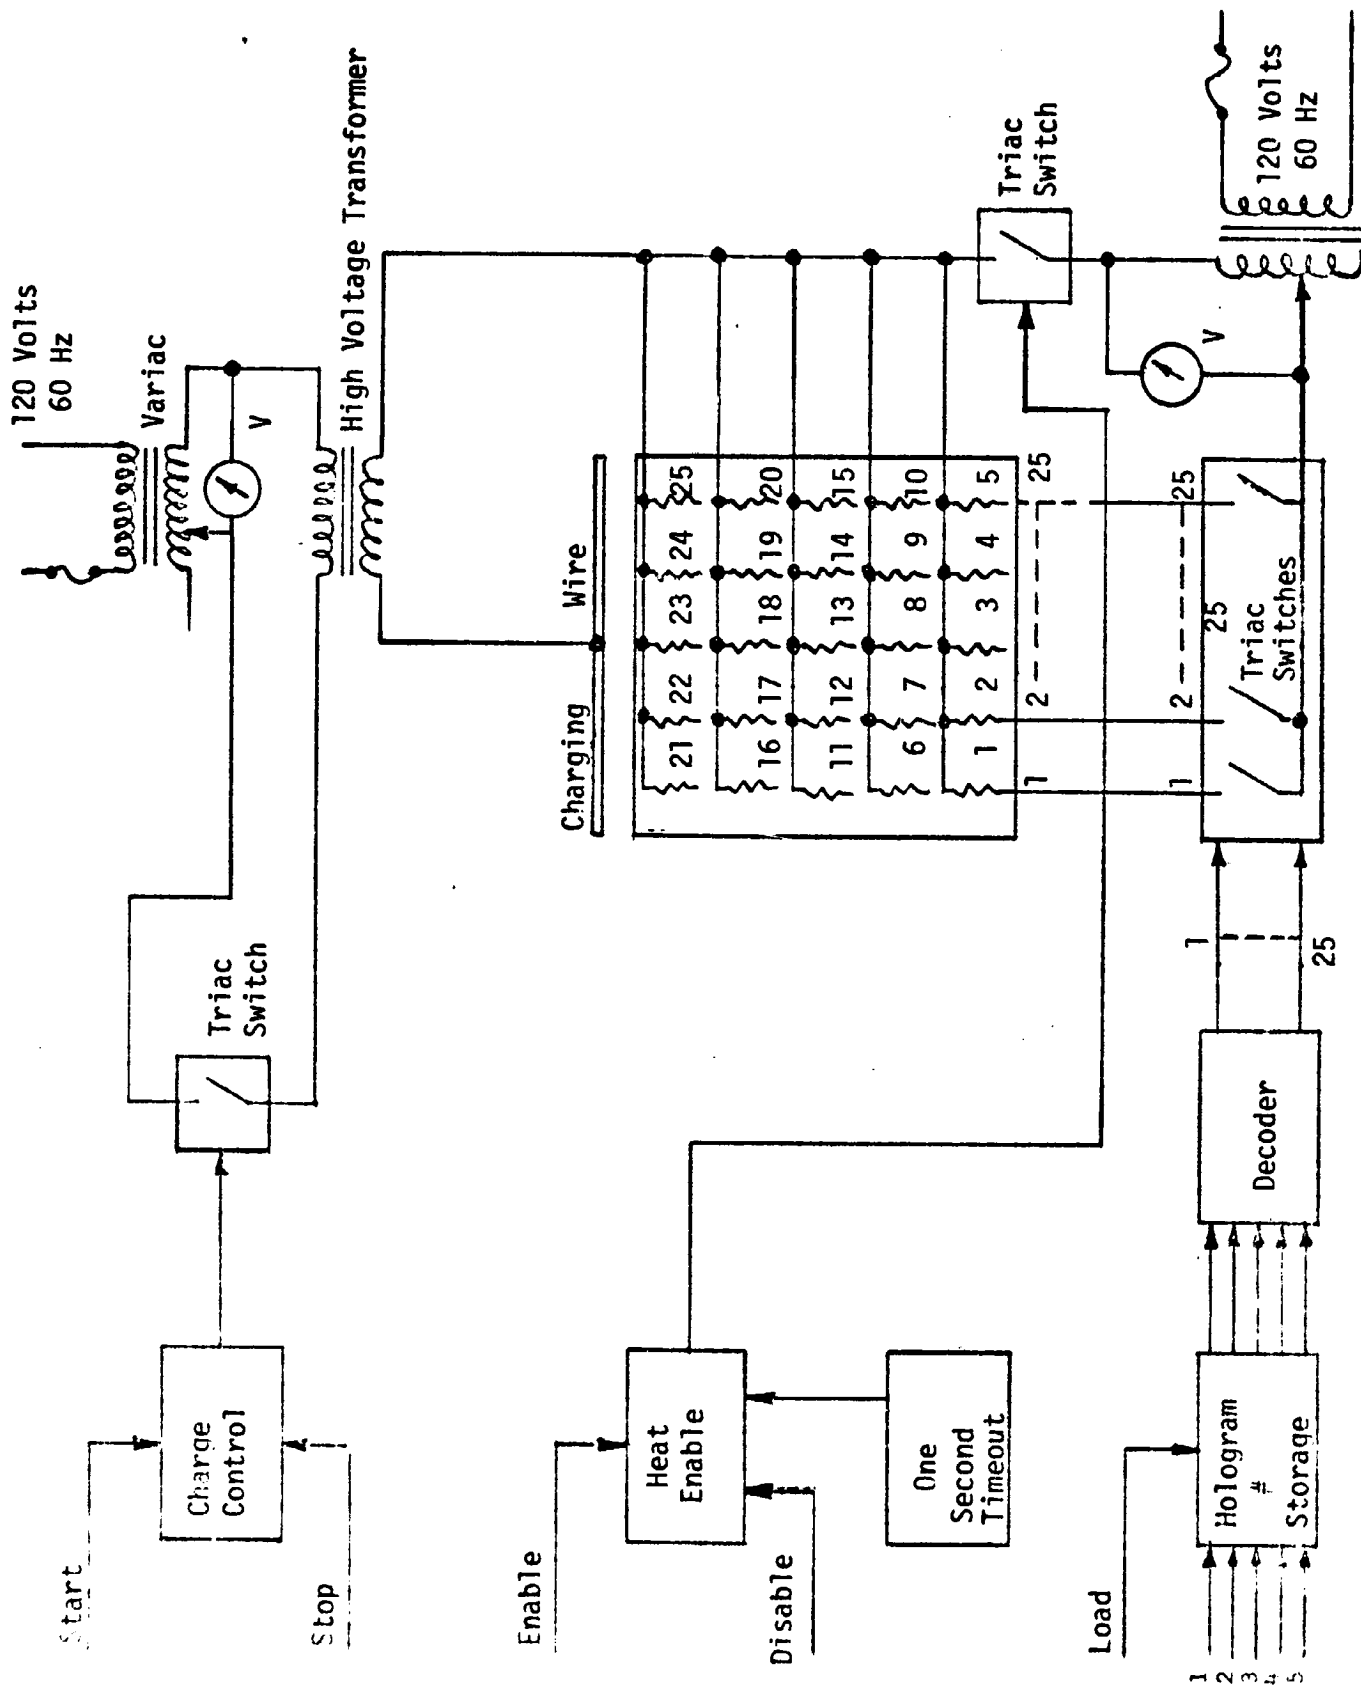 120 Volts
60 Hz
Variac
V
High Voltage Transformer
Triac
Switch
Start
Charge
Control
Stop
Charging Wire
21 22 23 24 25
16 17 18 19 20
11 12 13 14 15
6 7 8 9 10
1 2 3 4 5
1 2 25
Triac
Switch
V
120 Volts
60 Hz
Enable
Heat
Enable
Disable
One
Second
Timeout
1 2 25
25
Triac
Switches
1
25
Decoder
Load
Hologram
#
Storage
1
2
3
4
5